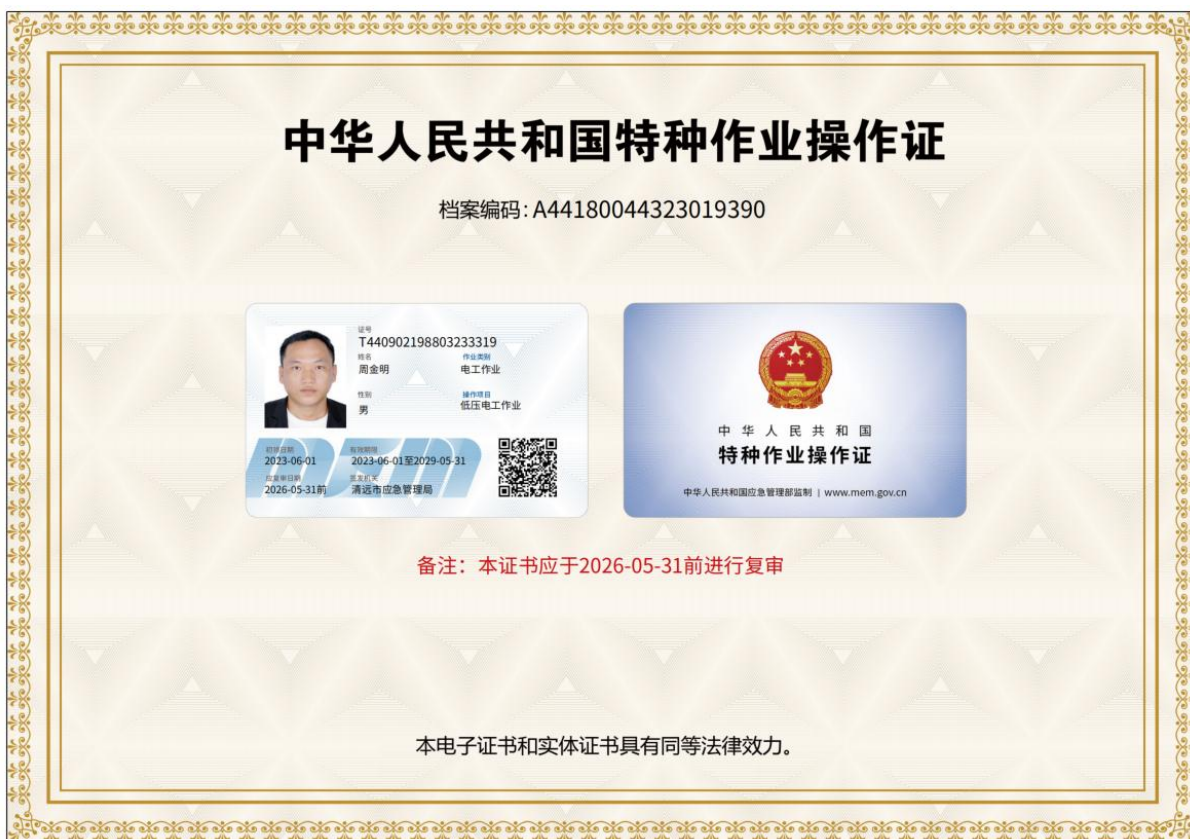 中华人民共和国特种作业操作证
档案编码:A44180044323019390
证号
T440902198803233319
姓名 作业类别
周金明 电工作业
性别 操作项目
男 低压电工作业
初领日期 有效期限
2023-06-01 2023-06-01至2029-05-31
应复审日期 签发机关
2026-05-31前 清远市应急管理局
中华人民共和国
特种作业操作证
中华人民共和国应急管理部监制 | www.mem.gov.cn
备注：本证书应于2026-05-31前进行复审
本电子证书和实体证书具有同等法律效力。